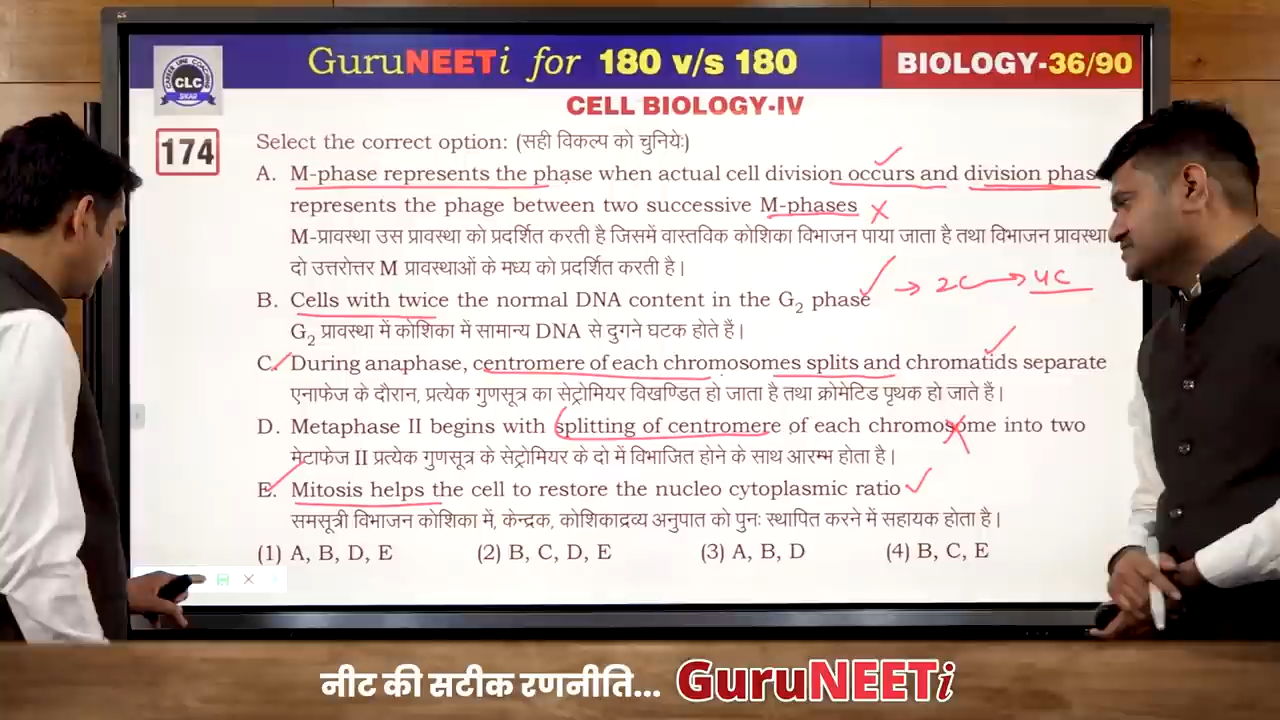 GuruNEETi for 180 v/s 180
BIOLOGY-36/90
CLC
SIKAR
CELL BIOLOGY-IV
174
Select the correct option: (सही विकल्प को चुनियेः)
A. M-phase represents the phase when actual cell division occurs and division phas
represents the phage between two successive M-phases
M-प्रावस्था उस प्रावस्था को प्रदर्शित करती है जिसमें वास्तविक कोशिका विभाजन पाया जाता है तथा विभाजन प्रावस्था
दो उत्तरोत्तर M प्रावस्थाओं के मध्य को प्रदर्शित करती है।
B. Cells with twice the normal DNA content in the G₂ phase → 2C → 4C
G₂ प्रावस्था में कोशिका में सामान्य DNA से दुगने घटक होते हैं।
C. During anaphase, centromere of each chromosomes splits and chromatids separate
एनाफेज के दौरान, प्रत्येक गुणसूत्र का सेट्रोमियर विखण्डित हो जाता है तथा क्रोमेटिड पृथक हो जाते हैं।
D. Metaphase II begins with splitting of centromere of each chromosome into two
मेटाफेज II प्रत्येक गुणसूत्र के सेट्रोमियर के दो में विभाजित होने के साथ आरम्भ होता है।
E. Mitosis helps the cell to restore the nucleo cytoplasmic ratio
समसूत्री विभाजन कोशिका में, केन्द्रक, कोशिकाद्रव्य अनुपात को पुनः स्थापित करने में सहायक होता है।
(1) A, B, D, E (2) B, C, D, E (3) A, B, D (4) B, C, E
नीट की सटीक रणनीति... GuruNEETi